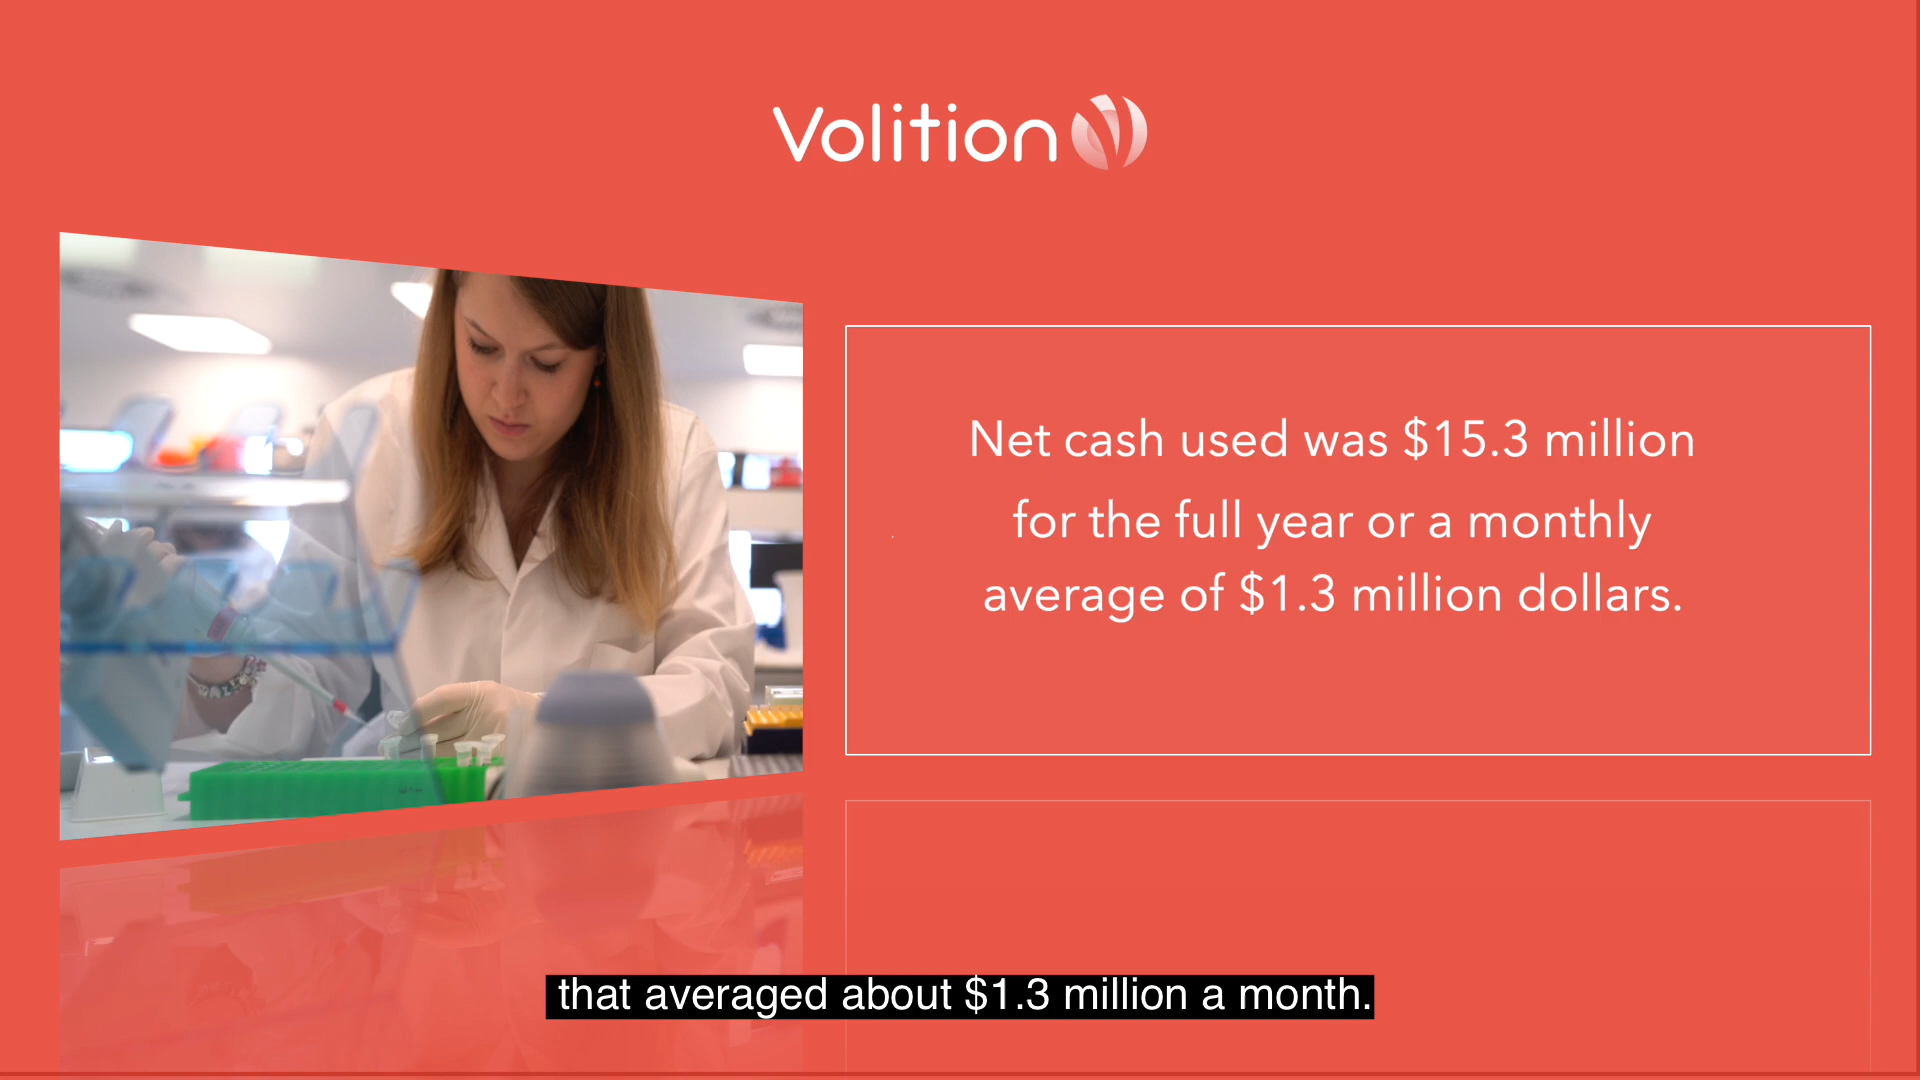 Volition
Net cash used was $15.3 million
for the full year or a monthly
average of $1.3 million dollars.
that averaged about $1.3 million a month.